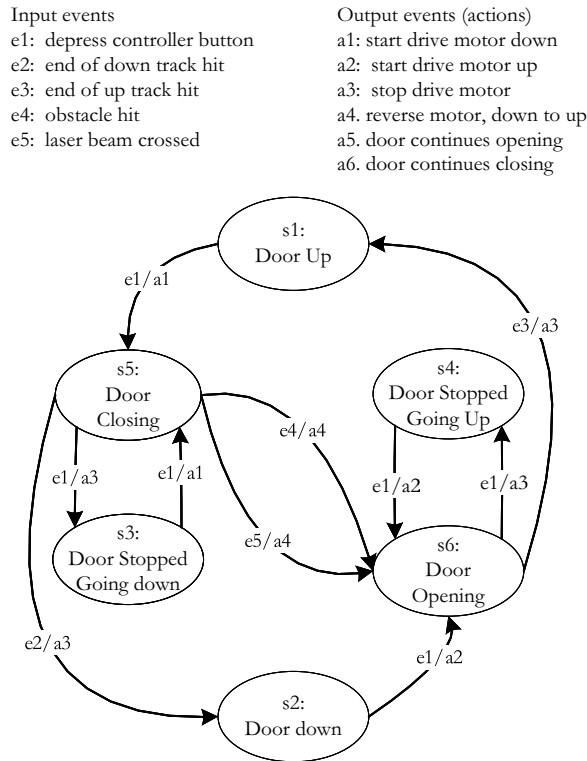 Input events
e1: depress controller button
e2: end of down track hit
e3: end of up track hit
e4: obstacle hit
e5: laser beam crossed
Output events (actions)
a1: start drive motor down
a2: start drive motor up
a3: stop drive motor
a4. reverse motor, down to up
a5. door continues opening
a6. door continues closing
s1:
Door Up
e1/a1
e3/a3
s5:
Door
Closing
s4:
Door Stopped
Going Up
e4/a4
e1/a3
e1/a1
e1/a2
e1/a3
e5/a4
s3:
Door Stopped
Going down
s6:
Door
Opening
e2/a3
e1/a2
s2:
Door down